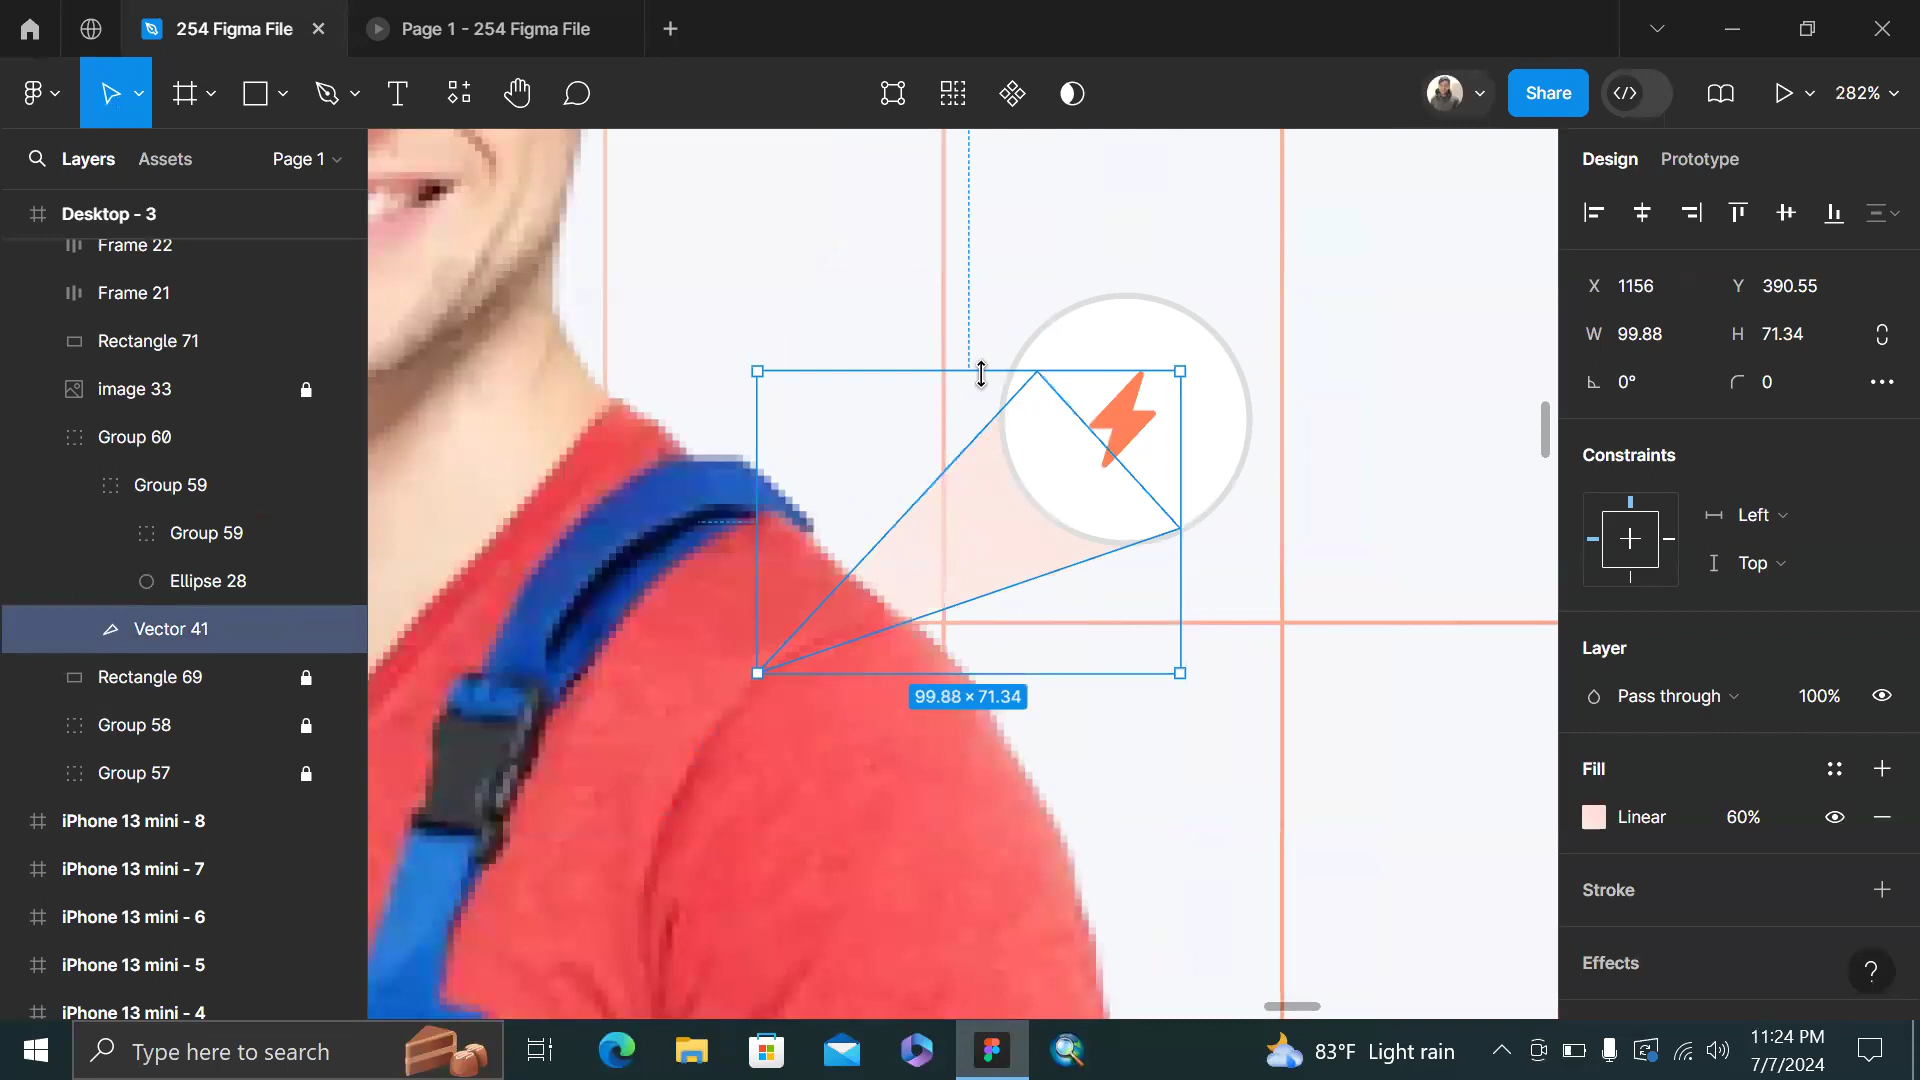 254 Figma File
Page 1 - 254 Figma File
Share
282%
Layers
Assets
Page 1
Desktop - 3
Frame 22
Frame 21
Rectangle 71
image 33
Group 60
Group 59
Group 59
Ellipse 28
Vector 41
Rectangle 69
Group 58
Group 57
iPhone 13 mini - 8
iPhone 13 mini - 7
iPhone 13 mini - 6
iPhone 13 mini - 5
iPhone 13 mini - 4
99.88 × 71.34
Design
Prototype
X 1156
Y 390.55
W 99.88
H 71.34
0°
0
Constraints
Left
Top
Layer
Pass through
100%
Fill
Linear
60%
Stroke
Effects
?
Type here to search
83°F Light rain
11:24 PM
7/7/2024